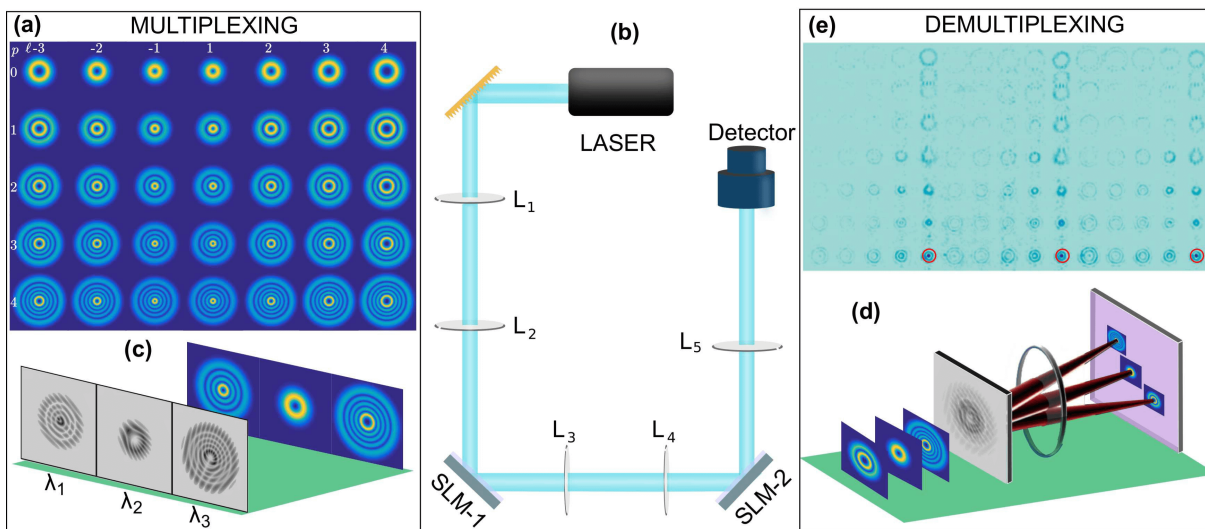 (a) MULTIPLEXING
p ℓ-3 -2 -1 1 2 3 4
0
1
2
3
4
(c)
λ1
λ2
λ3
(b)
LASER
Detector
L1
L2
L5
L3
L4
SLM-1
SLM-2
(e) DEMULTIPLEXING
(d)